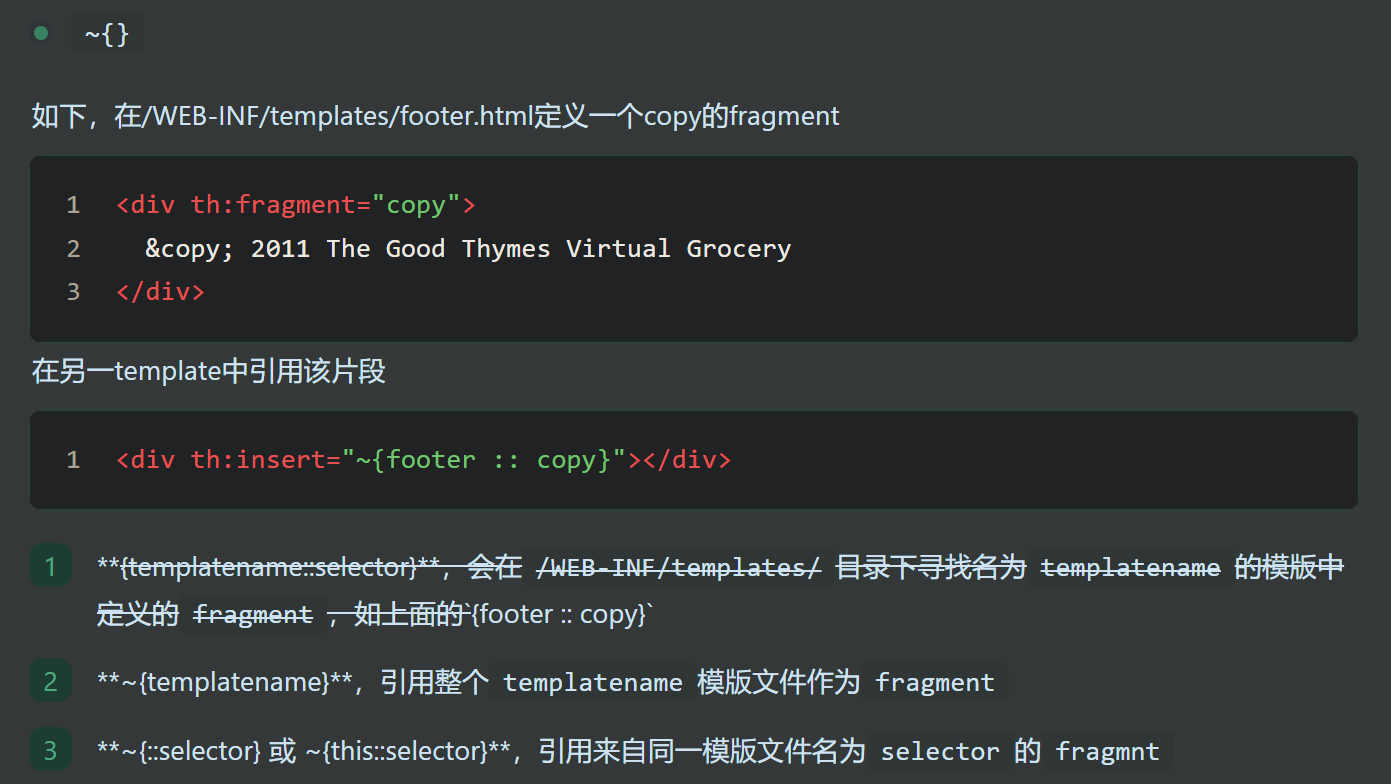 ~{}
如下，在/WEB-INF/templates/footer.html定义一个copy的fragment
1 <div th:fragment="copy">
2 &copy; 2011 The Good Thymes Virtual Grocery
3 </div>
在另一template中引用该片段
1 <div th:insert="~{footer :: copy}"></div>
1 **{templatename::selector}**，会在 /WEB-INF/templates/ 目录下寻找名为 templatename 的模版中
定义的 fragment ，如上面的`{footer :: copy}`
2 **~{templatename}**，引用整个 templatename 模版文件作为 fragment
3 **~{::selector} 或 ~{this::selector}**，引用来自同一模版文件名为 selector 的 fragmnt